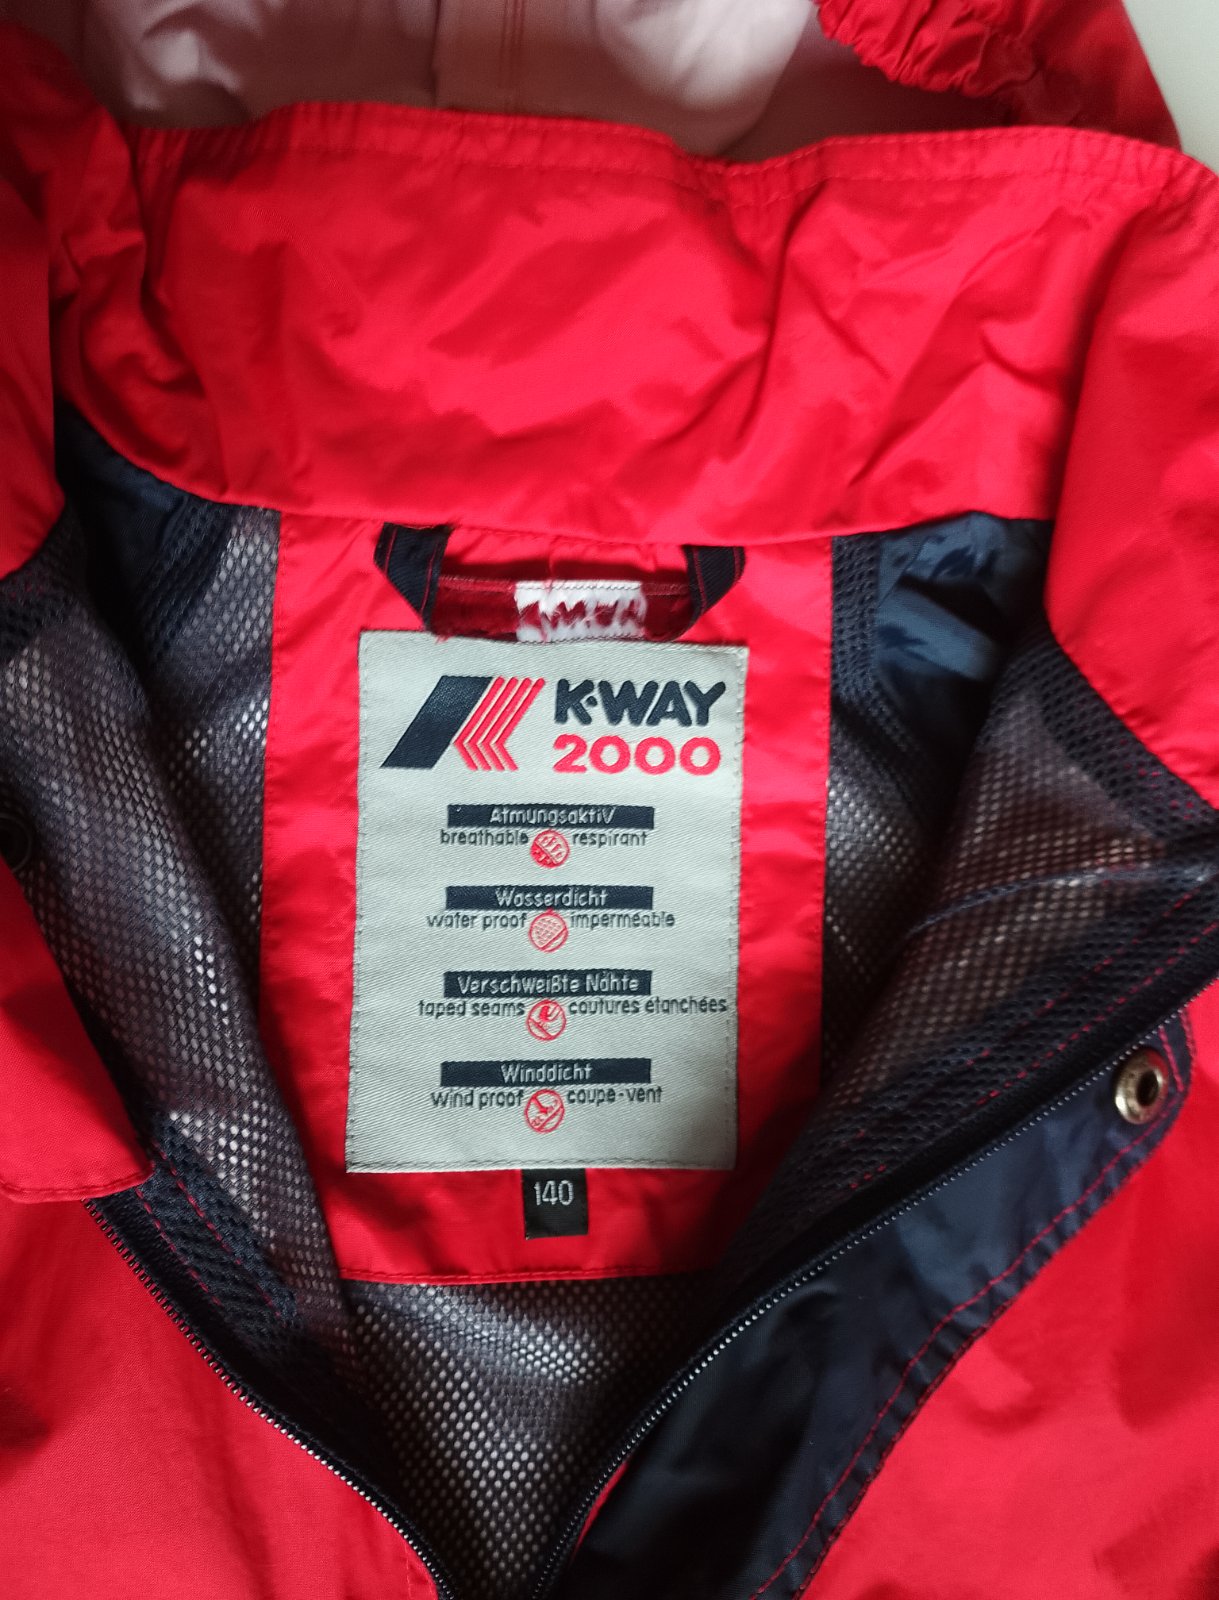 K·WAY
2000
AtmungsaktiV
breathable respirant
Wasserdicht
water proof imperméable
Verschweißte Nähte
taped seams coutures étanchées
Winddicht
wind proof coupe-vent
140